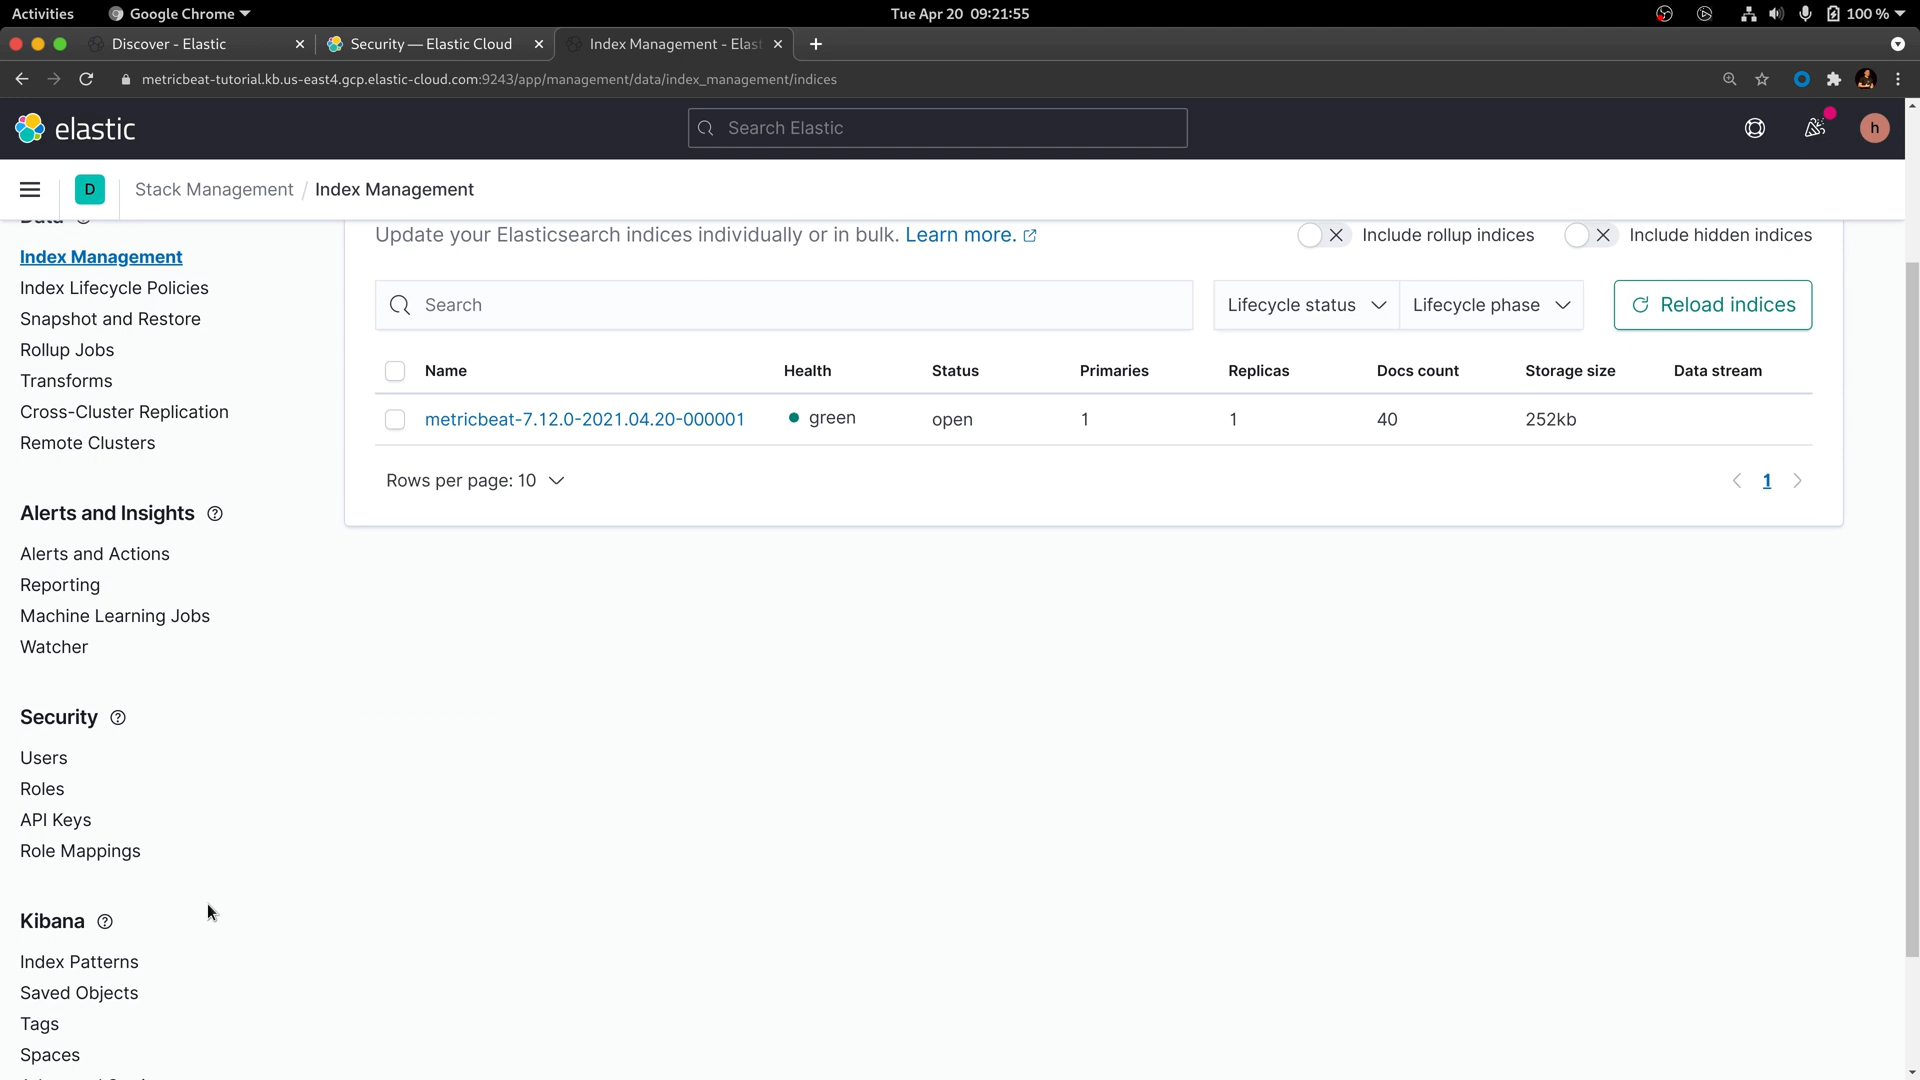 Activities
Google Chrome
Tue Apr 20 09:21:55
100 %
Discover - Elastic
Security — Elastic Cloud
Index Management - Elast
metricbeat-tutorial.kb.us-east4.gcp.elastic-cloud.com:9243/app/management/data/index_management/indices
elastic
Search Elastic
h
D
Stack Management / Index Management
Data
Update your Elasticsearch indices individually or in bulk. Learn more.
Include rollup indices
Include hidden indices
Index Management
Index Lifecycle Policies
Snapshot and Restore
Rollup Jobs
Transforms
Cross-Cluster Replication
Remote Clusters
Search
Lifecycle status
Lifecycle phase
Reload indices
Name Health Status Primaries Replicas Docs count Storage size Data stream
metricbeat-7.12.0-2021.04.20-000001 green open 1 1 40 252kb
Rows per page: 10
1
Alerts and Insights
Alerts and Actions
Reporting
Machine Learning Jobs
Watcher
Security
Users
Roles
API Keys
Role Mappings
Kibana
Index Patterns
Saved Objects
Tags
Spaces